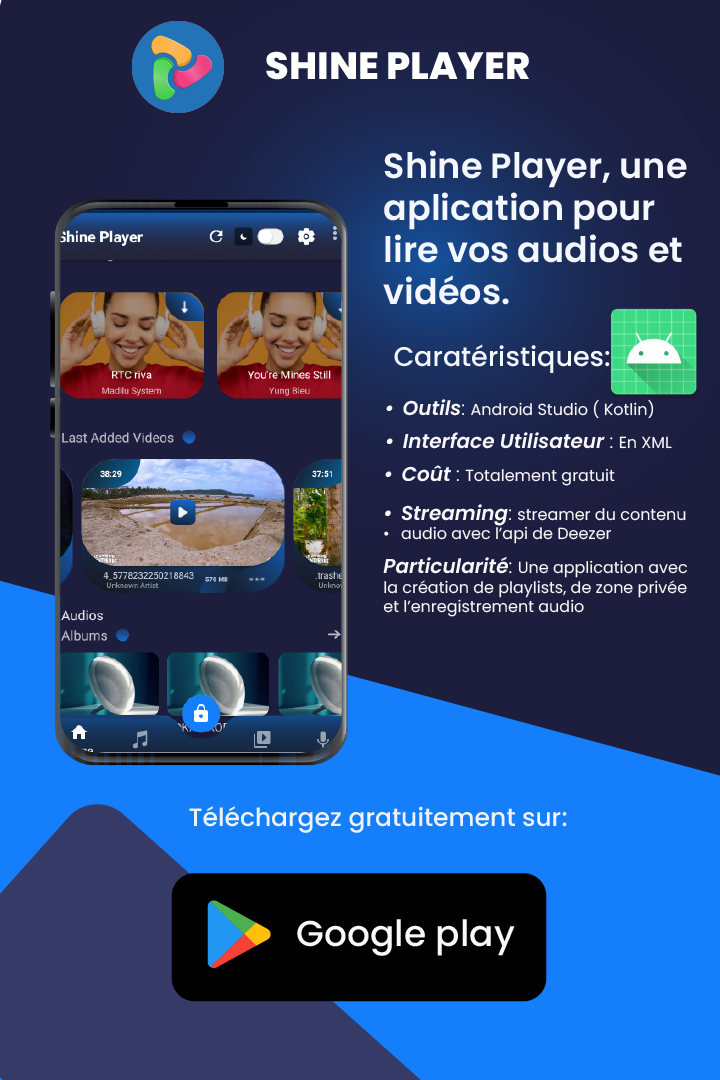 SHINE PLAYER
Shine Player, une
aplication pour
lire vos audios et
vidéos.
Caratéristiques:
• Outils: Android Studio ( Kotlin)
• Interface Utilisateur : En XML
• Coût : Totalement gratuit
• Streaming: streamer du contenu
• audio avec l’api de Deezer
Particularité: Une application avec
la création de playlists, de zone privée
et l’enregistrement audio
Shine Player
RTC riva
Madilu System
You're Mines Still
Yung Bleu
Last Added Videos
38:29
37:51
4_5778232250218843
576 MB
Unknown Artist
.trashe
Unknow
Audios
Albums
Téléchargez gratuitement sur:
Google play